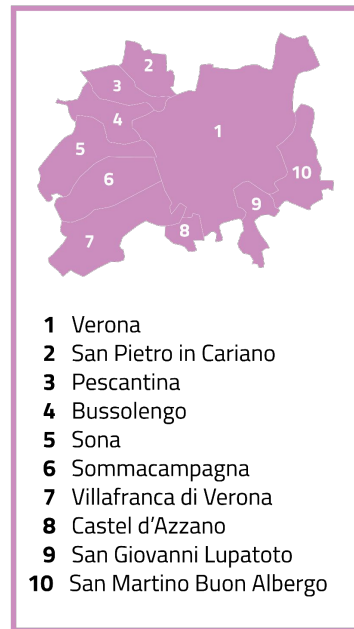 2
3
1
4
5
10
6
9
8
7
1 Verona
2 San Pietro in Cariano
3 Pescantina
4 Bussolengo
5 Sona
6 Sommacampagna
7 Villafranca di Verona
8 Castel d’Azzano
9 San Giovanni Lupatoto
10 San Martino Buon Albergo